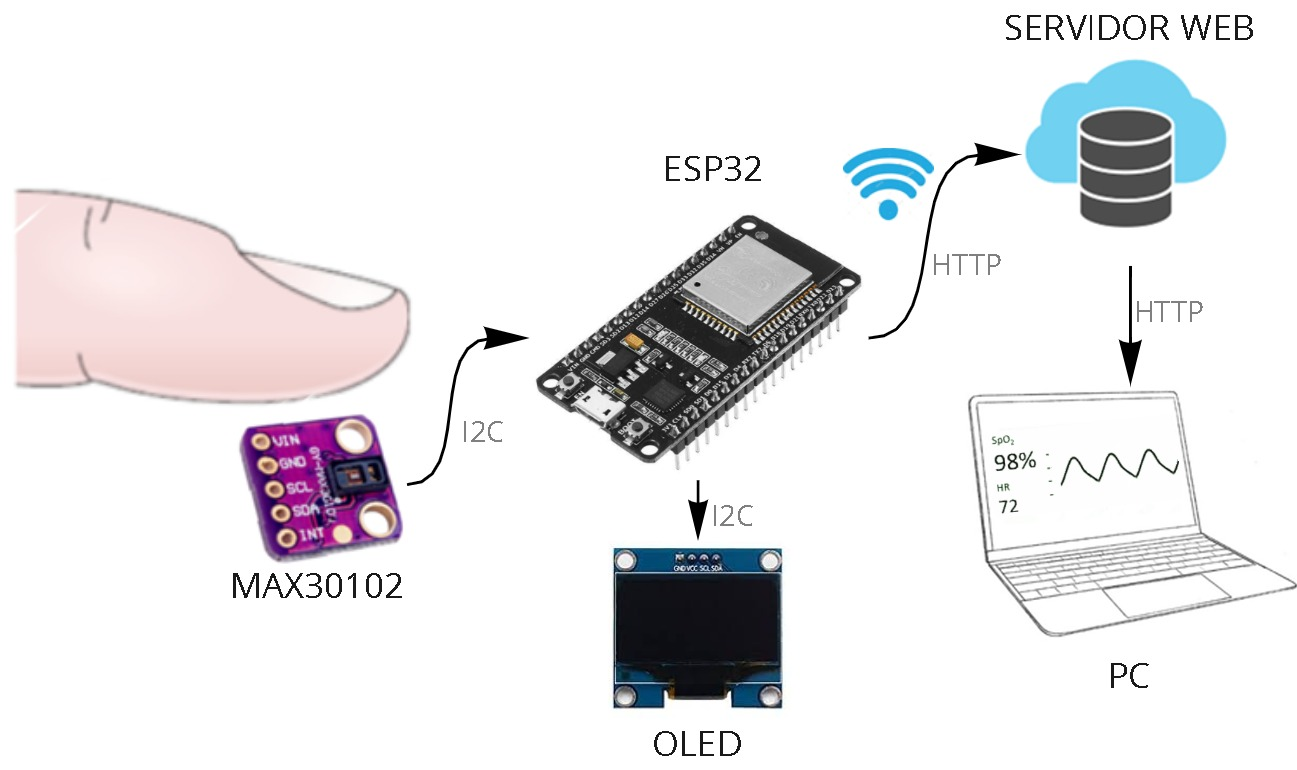 SERVIDOR WEB
ESP32
HTTP
HTTP
I2C
I2C
VIN
GND
SCL
SDA
INT
MAX30102
GND VCC SCL SDA
OLED
SpO₂
98%
HR
72
PC